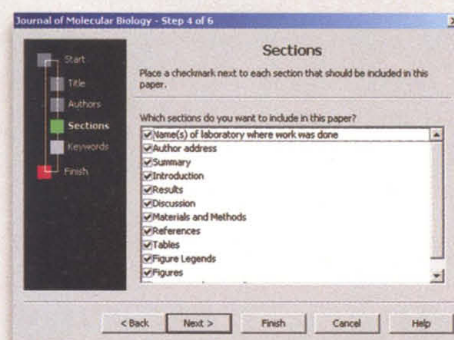 Journal of Molecular Biology - Step 4 of 6
Start
Title
Authors
Sections
Keywords
Finish
Sections
Place a checkmark next to each section that should be included in this
paper.
Which sections do you want to include in this paper?
Name(s) of laboratory where work was done
Author address
Summary
Introduction
Results
Discussion
Materials and Methods
References
Tables
Figure Legends
Figures
< Back
Next >
Finish
Cancel
Help